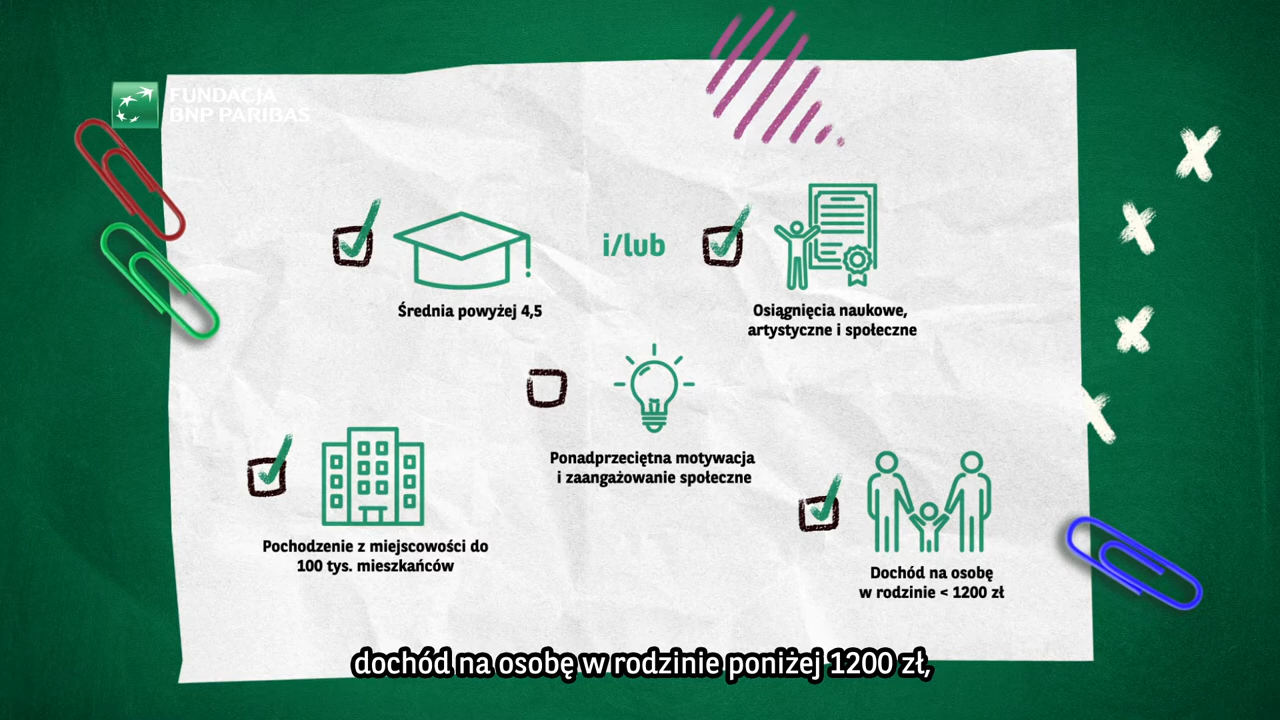 FUNDACJA
BNP PARIBAS
i/lub
Średnia powyżej 4,5
Osiągnięcia naukowe,
artystyczne i społeczne
Ponadprzeciętna motywacja
i zaangażowanie społeczne
Pochodzenie z miejscowości do
100 tys. mieszkańców
Dochód na osobę
w rodzinie < 1200 zł
dochód na osobę w rodzinie poniżej 1200 zł,